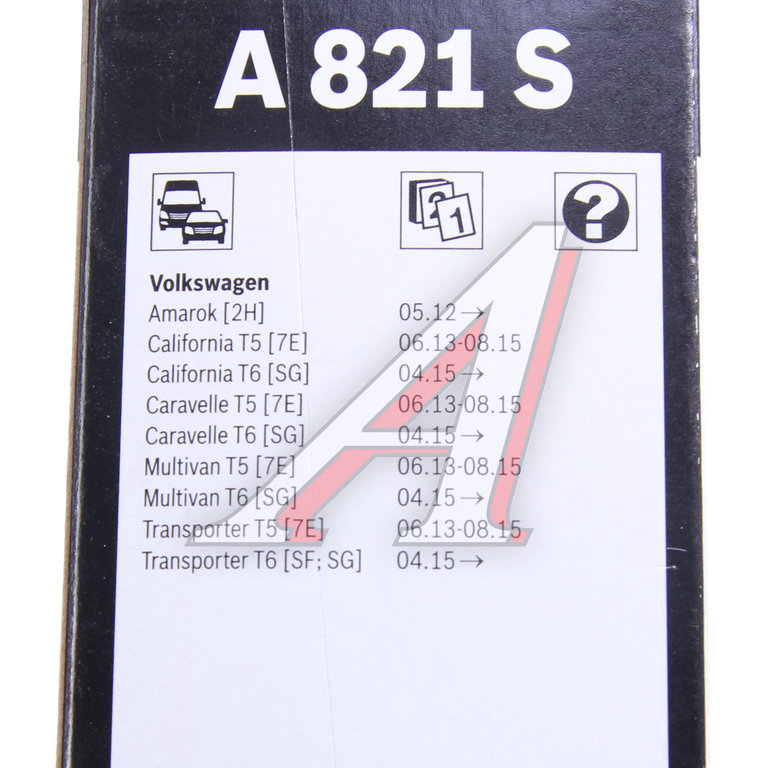 A 821 S
2 1 ?
Volkswagen
Amarok [2H] 05.12→
California T5 [7E] 06.13-08.15
California T6 [SG] 04.15→
Caravelle T5 [7E] 06.13-08.15
Caravelle T6 [SG] 04.15→
Multivan T5 [7E] 06.13-08.15
Multivan T6 [SG] 04.15→
Transporter T5 [7E] 06.13-08.15
Transporter T6 [SF; SG] 04.15→
A